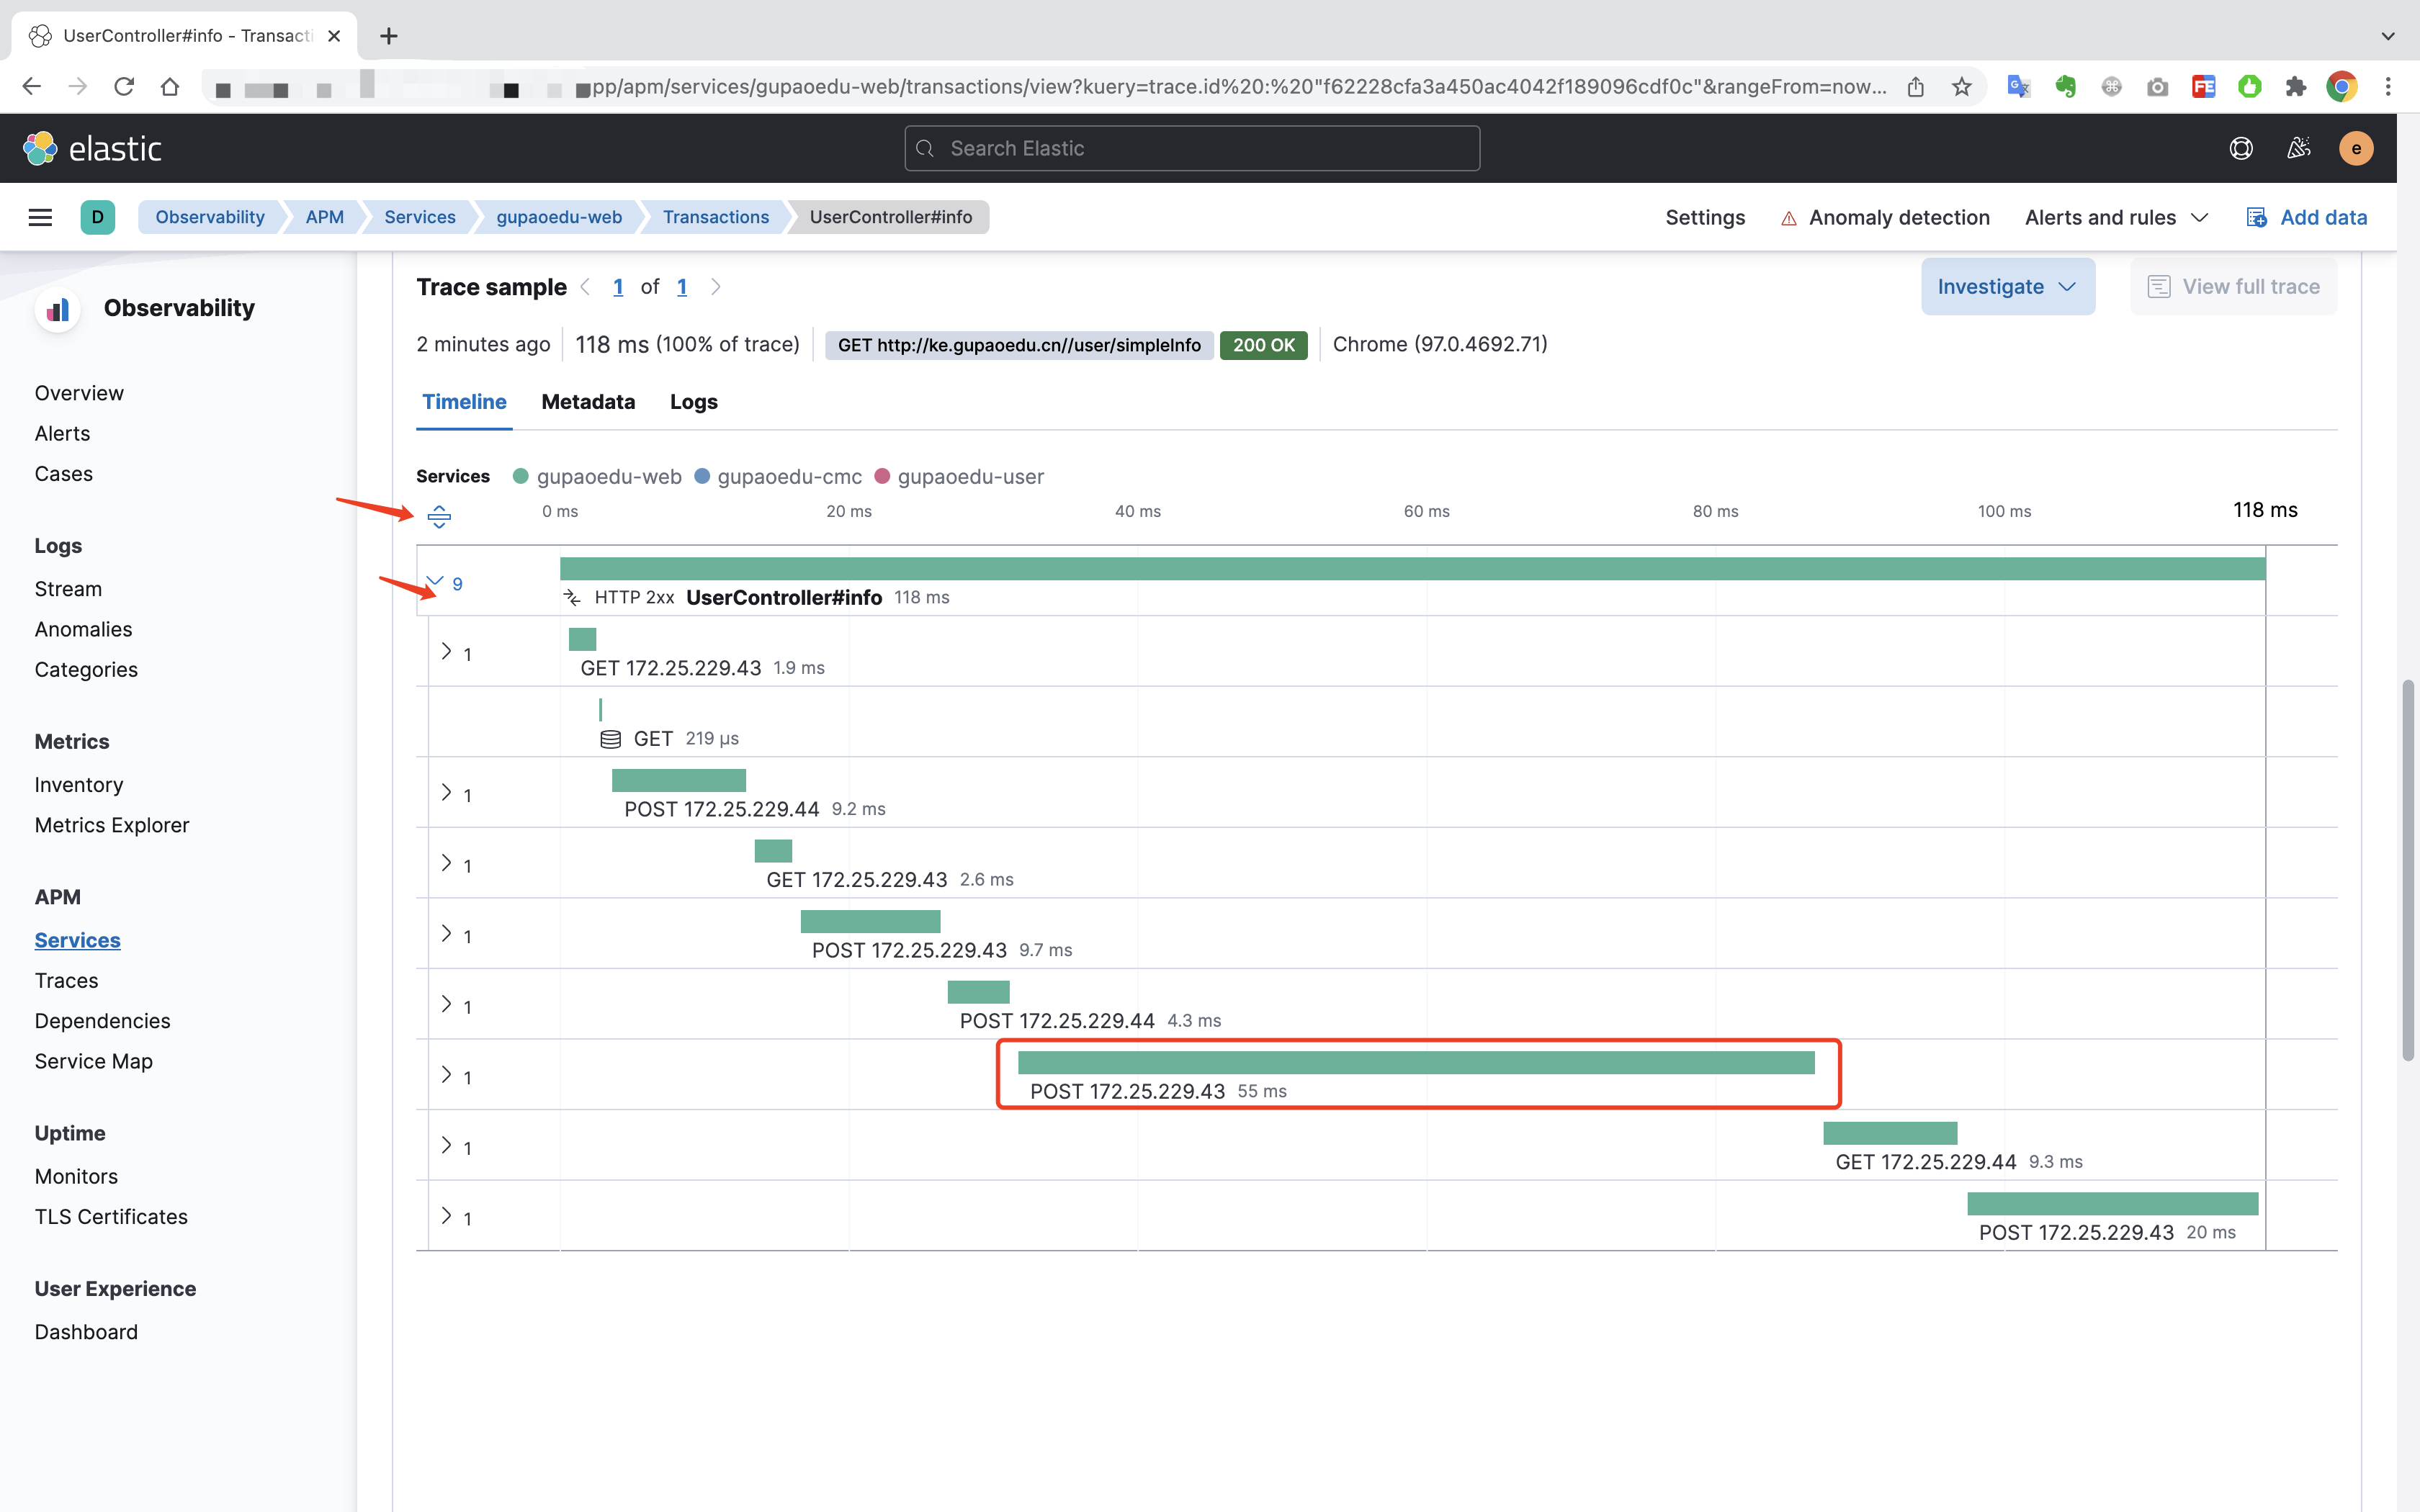 UserController#info - Transacti
pp/apm/services/gupaoedu-web/transactions/view?kuery=trace.id%20:%20"f62228cfa3a450ac4042f189096cdf0c"&rangeFrom=now...
elastic
Search Elastic
e
D
Observability
APM
Services
gupaoedu-web
Transactions
UserController#info
Settings
Anomaly detection
Alerts and rules
Add data
Observability
Overview
Alerts
Cases
Logs
Stream
Anomalies
Categories
Metrics
Inventory
Metrics Explorer
APM
Services
Traces
Dependencies
Service Map
Uptime
Monitors
TLS Certificates
User Experience
Dashboard
Trace sample 1 of 1
Investigate
View full trace
2 minutes ago 118 ms (100% of trace) GET http://ke.gupaoedu.cn//user/simpleInfo 200 OK Chrome (97.0.4692.71)
Timeline Metadata Logs
Services gupaoedu-web gupaoedu-cmc gupaoedu-user
0 ms 20 ms 40 ms 60 ms 80 ms 100 ms 118 ms
9
HTTP 2xx UserController#info 118 ms
1
GET 172.25.229.43 1.9 ms
GET 219 μs
1
POST 172.25.229.44 9.2 ms
1
GET 172.25.229.43 2.6 ms
1
POST 172.25.229.43 9.7 ms
1
POST 172.25.229.44 4.3 ms
1
POST 172.25.229.43 55 ms
1
GET 172.25.229.44 9.3 ms
1
POST 172.25.229.43 20 ms